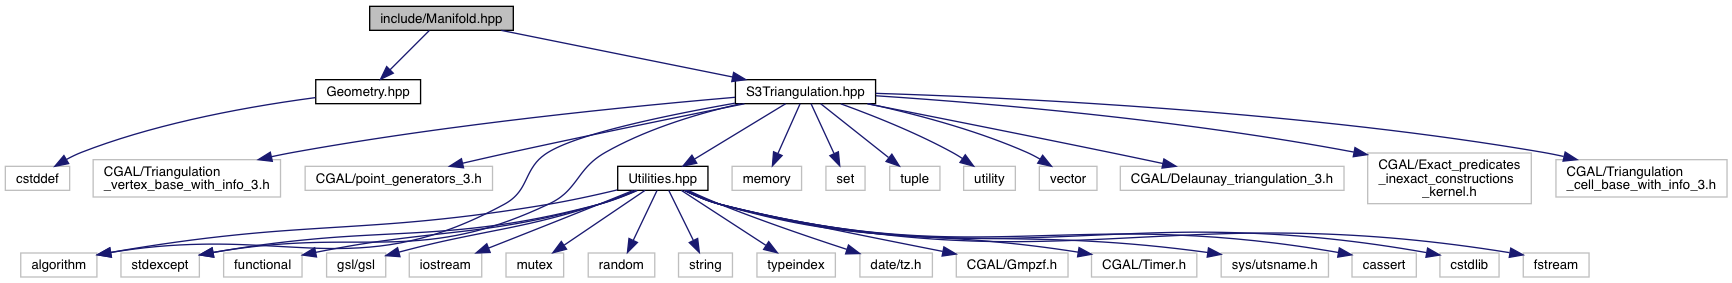 include/Manifold.hpp
Geometry.hpp
S3Triangulation.hpp
cstddef
CGAL/Triangulation
_vertex_base_with_info_3.h
CGAL/point_generators_3.h
Utilities.hpp
memory
set
tuple
utility
vector
CGAL/Delaunay_triangulation_3.h
CGAL/Exact_predicates
_inexact_constructions
_kernel.h
CGAL/Triangulation
_cell_base_with_info_3.h
algorithm
stdexcept
functional
gsl/gsl
iostream
mutex
random
string
typeindex
date/tz.h
CGAL/Gmpzf.h
CGAL/Timer.h
sys/utsname.h
cassert
cstdlib
fstream